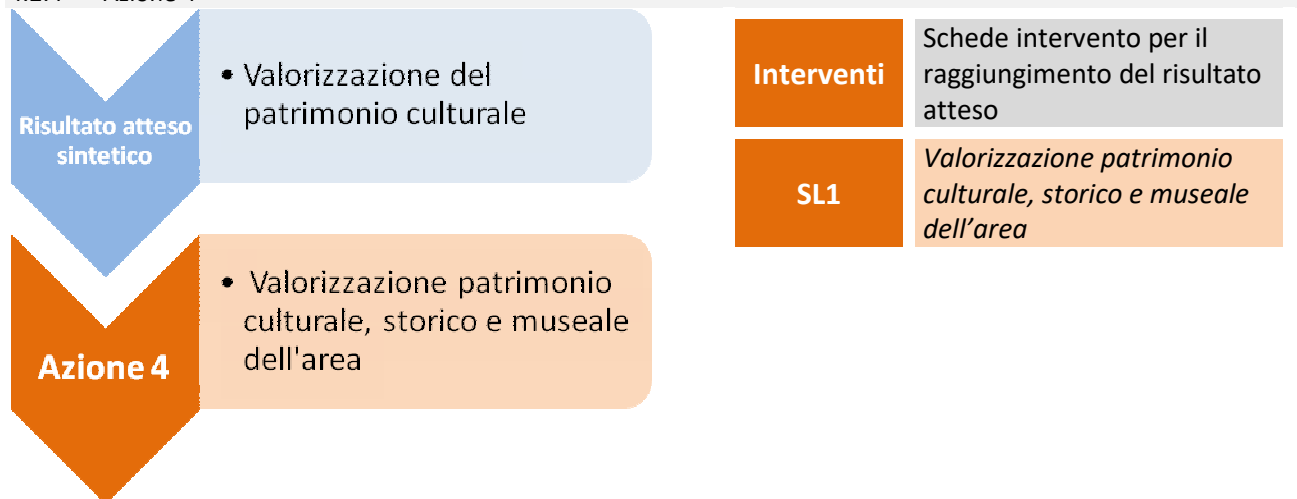 Risultato atteso
sintetico
• Valorizzazione del
patrimonio culturale
Azione 4
• Valorizzazione patrimonio
culturale, storico e museale
dell'area
Interventi
Schede intervento per il
raggiungimento del risultato
atteso
SL1
Valorizzazione patrimonio
culturale, storico e museale
dell’area